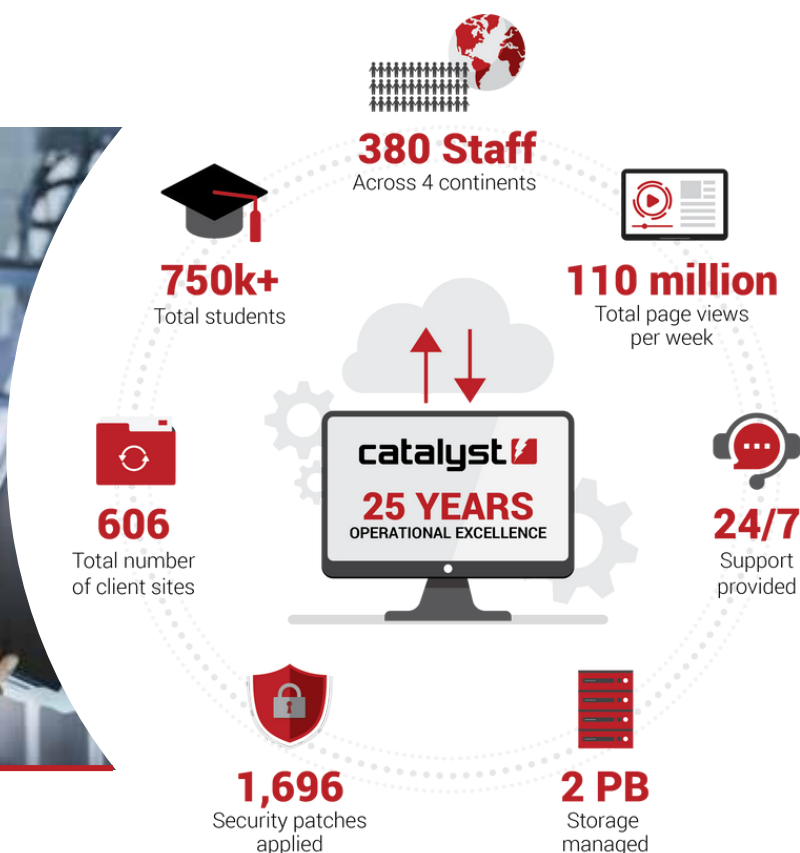 380 Staff
Across 4 continents
750k+
Total students
110 million
Total page views
per week
catalyst
25 YEARS
OPERATIONAL EXCELLENCE
606
Total number
of client sites
24/7
Support
provided
1,696
Security patches
applied
2 PB
Storage
managed